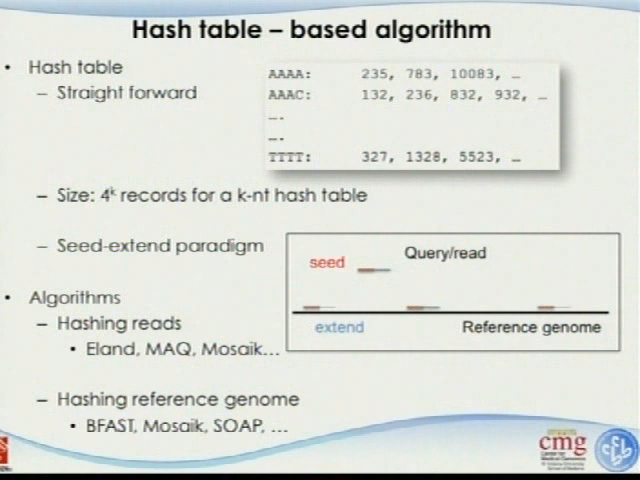 Hash table – based algorithm
• Hash table
– Straight forward
AAAA: 235, 783, 10083, …
AAAC: 132, 236, 832, 932, …
….
….
TTTT: 327, 1328, 5523, …
– Size: 4ᵏ records for a k-nt hash table
– Seed-extend paradigm
seed
Query/read
extend
Reference genome
• Algorithms
– Hashing reads
• Eland, MAQ, Mosaik…
– Hashing reference genome
• BFAST, Mosaik, SOAP, …
cmg